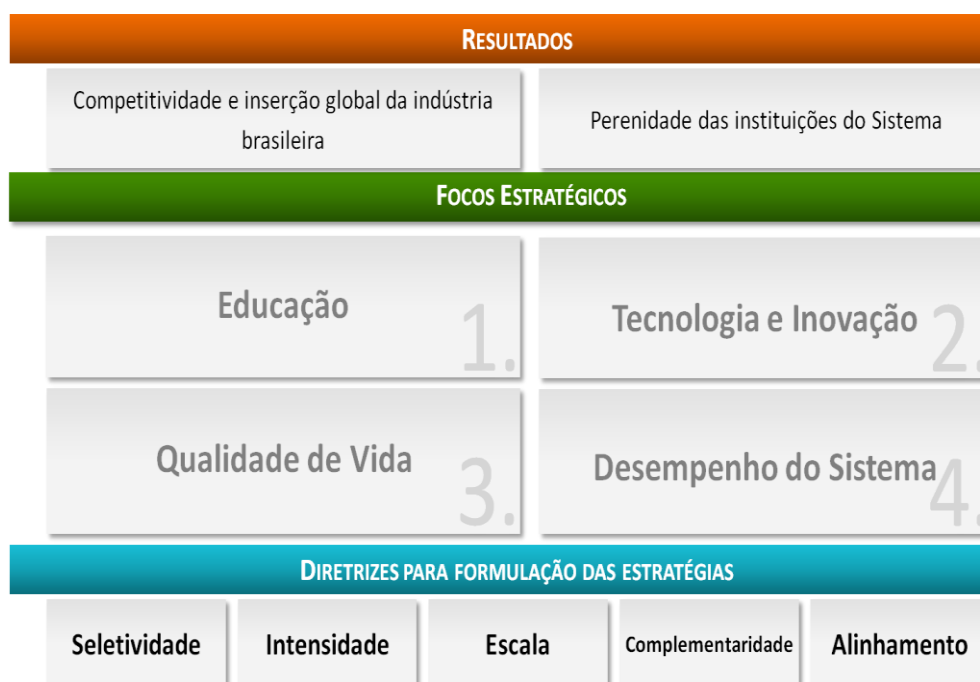 RESULTADOS
Competitividade e inserção global da indústria
brasileira
Perenidade das instituições do Sistema
FOCOS ESTRATÉGICOS
Educação
1.
Tecnologia e Inovação
2.
Qualidade de Vida
3.
Desempenho do Sistema
4.
DIRETRIZES PARA FORMULAÇÃO DAS ESTRATÉGIAS
Seletividade
Intensidade
Escala
Complementaridade
Alinhamento